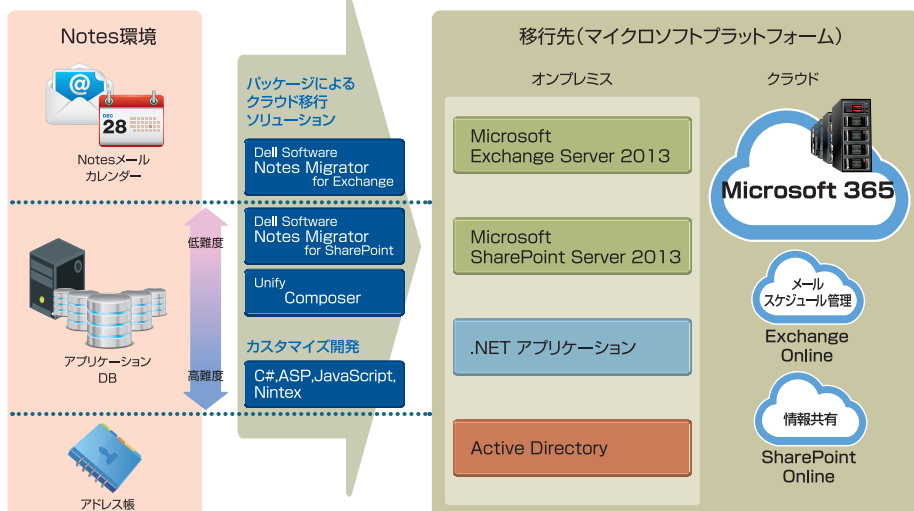 Notes環境
@
DEC
28
Notesメール
カレンダー
低難度
アプリケーション
DB
高難度
アドレス帳
パッケージによる
クラウド移行
ソリューション
Dell Software
Notes Migrator
for Exchange
Dell Software
Notes Migrator
for SharePoint
Unify
Composer
カスタマイズ開発
C#,ASP,JavaScript,
Nintex
移行先(マイクロソフトプラットフォーム)
オンプレミス
Microsoft
Exchange Server 2013
Microsoft
SharePoint Server 2013
.NET アプリケーション
Active Directory
クラウド
Microsoft 365
メール
スケジュール管理
Exchange
Online
情報共有
SharePoint
Online